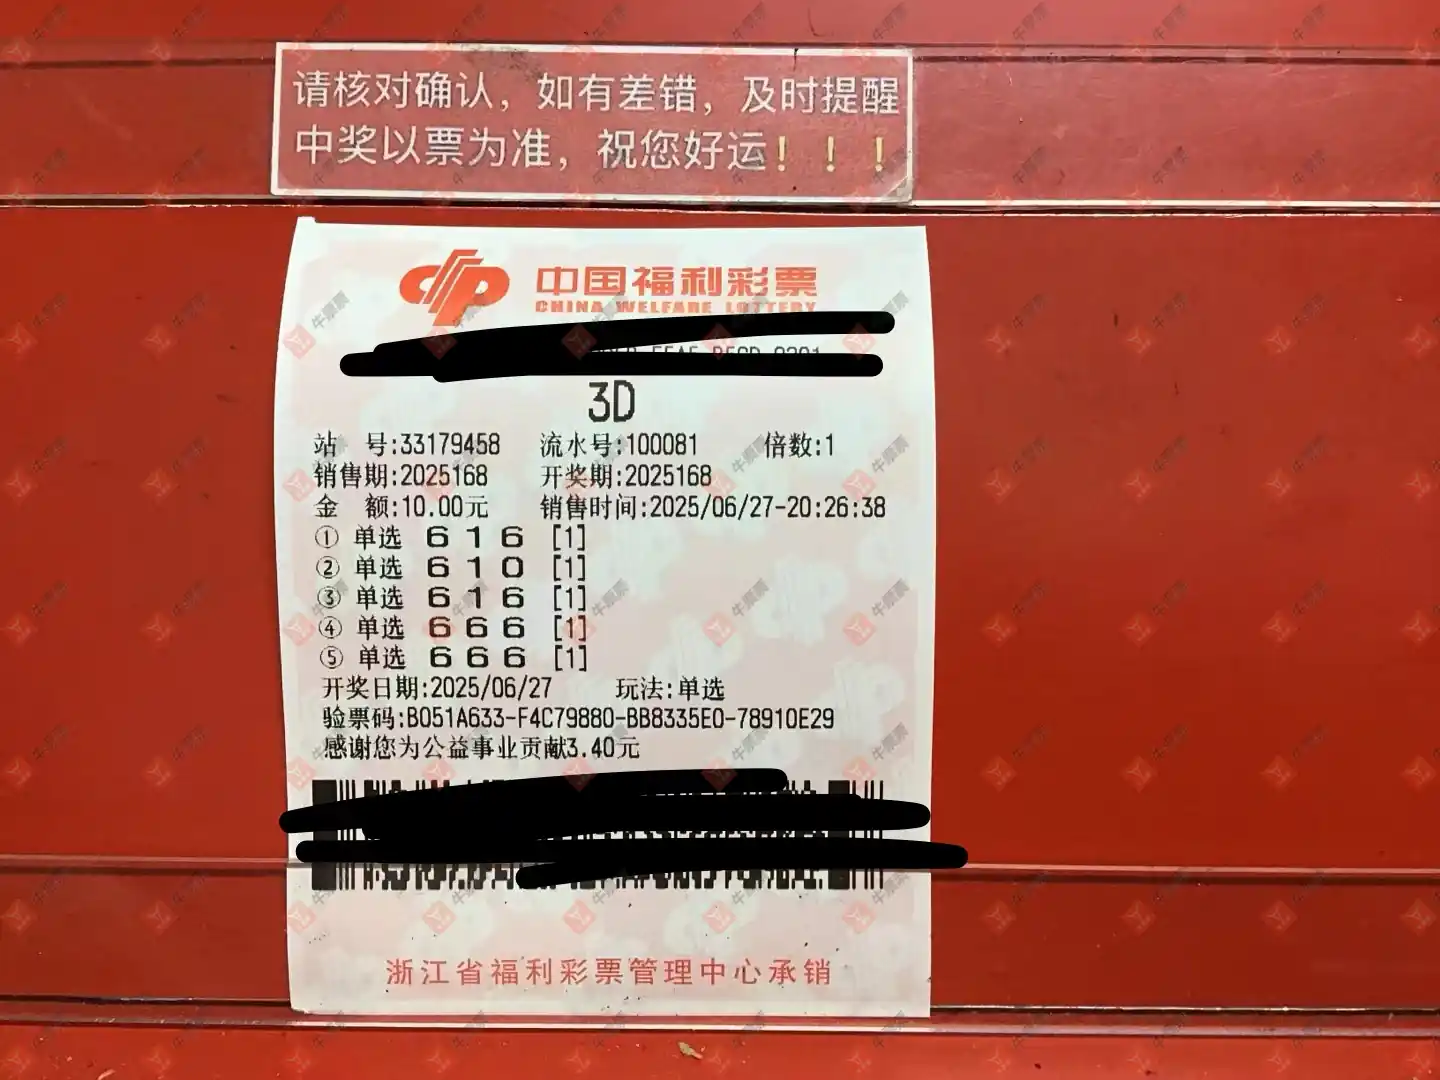 请核对确认，如有差错，及时提醒
中奖以票为准，祝您好运！！！
中国福利彩票
CHINA WELFARE LOTTERY
3D
站 号:33179458 流水号:100081 倍数:1
销售期:2025168 开奖期:2025168
金 额:10.00元 销售时间:2025/06/27-20:26:38
① 单选 6 1 6 [1]
② 单选 6 1 0 [1]
③ 单选 6 1 6 [1]
④ 单选 6 6 6 [1]
⑤ 单选 6 6 6 [1]
开奖日期:2025/06/27 玩法:单选
验票码:B051A633-F4C79880-BB8335E0-78910E29
感谢您为公益事业贡献3.40元
浙江省福利彩票管理中心承销
牛票票